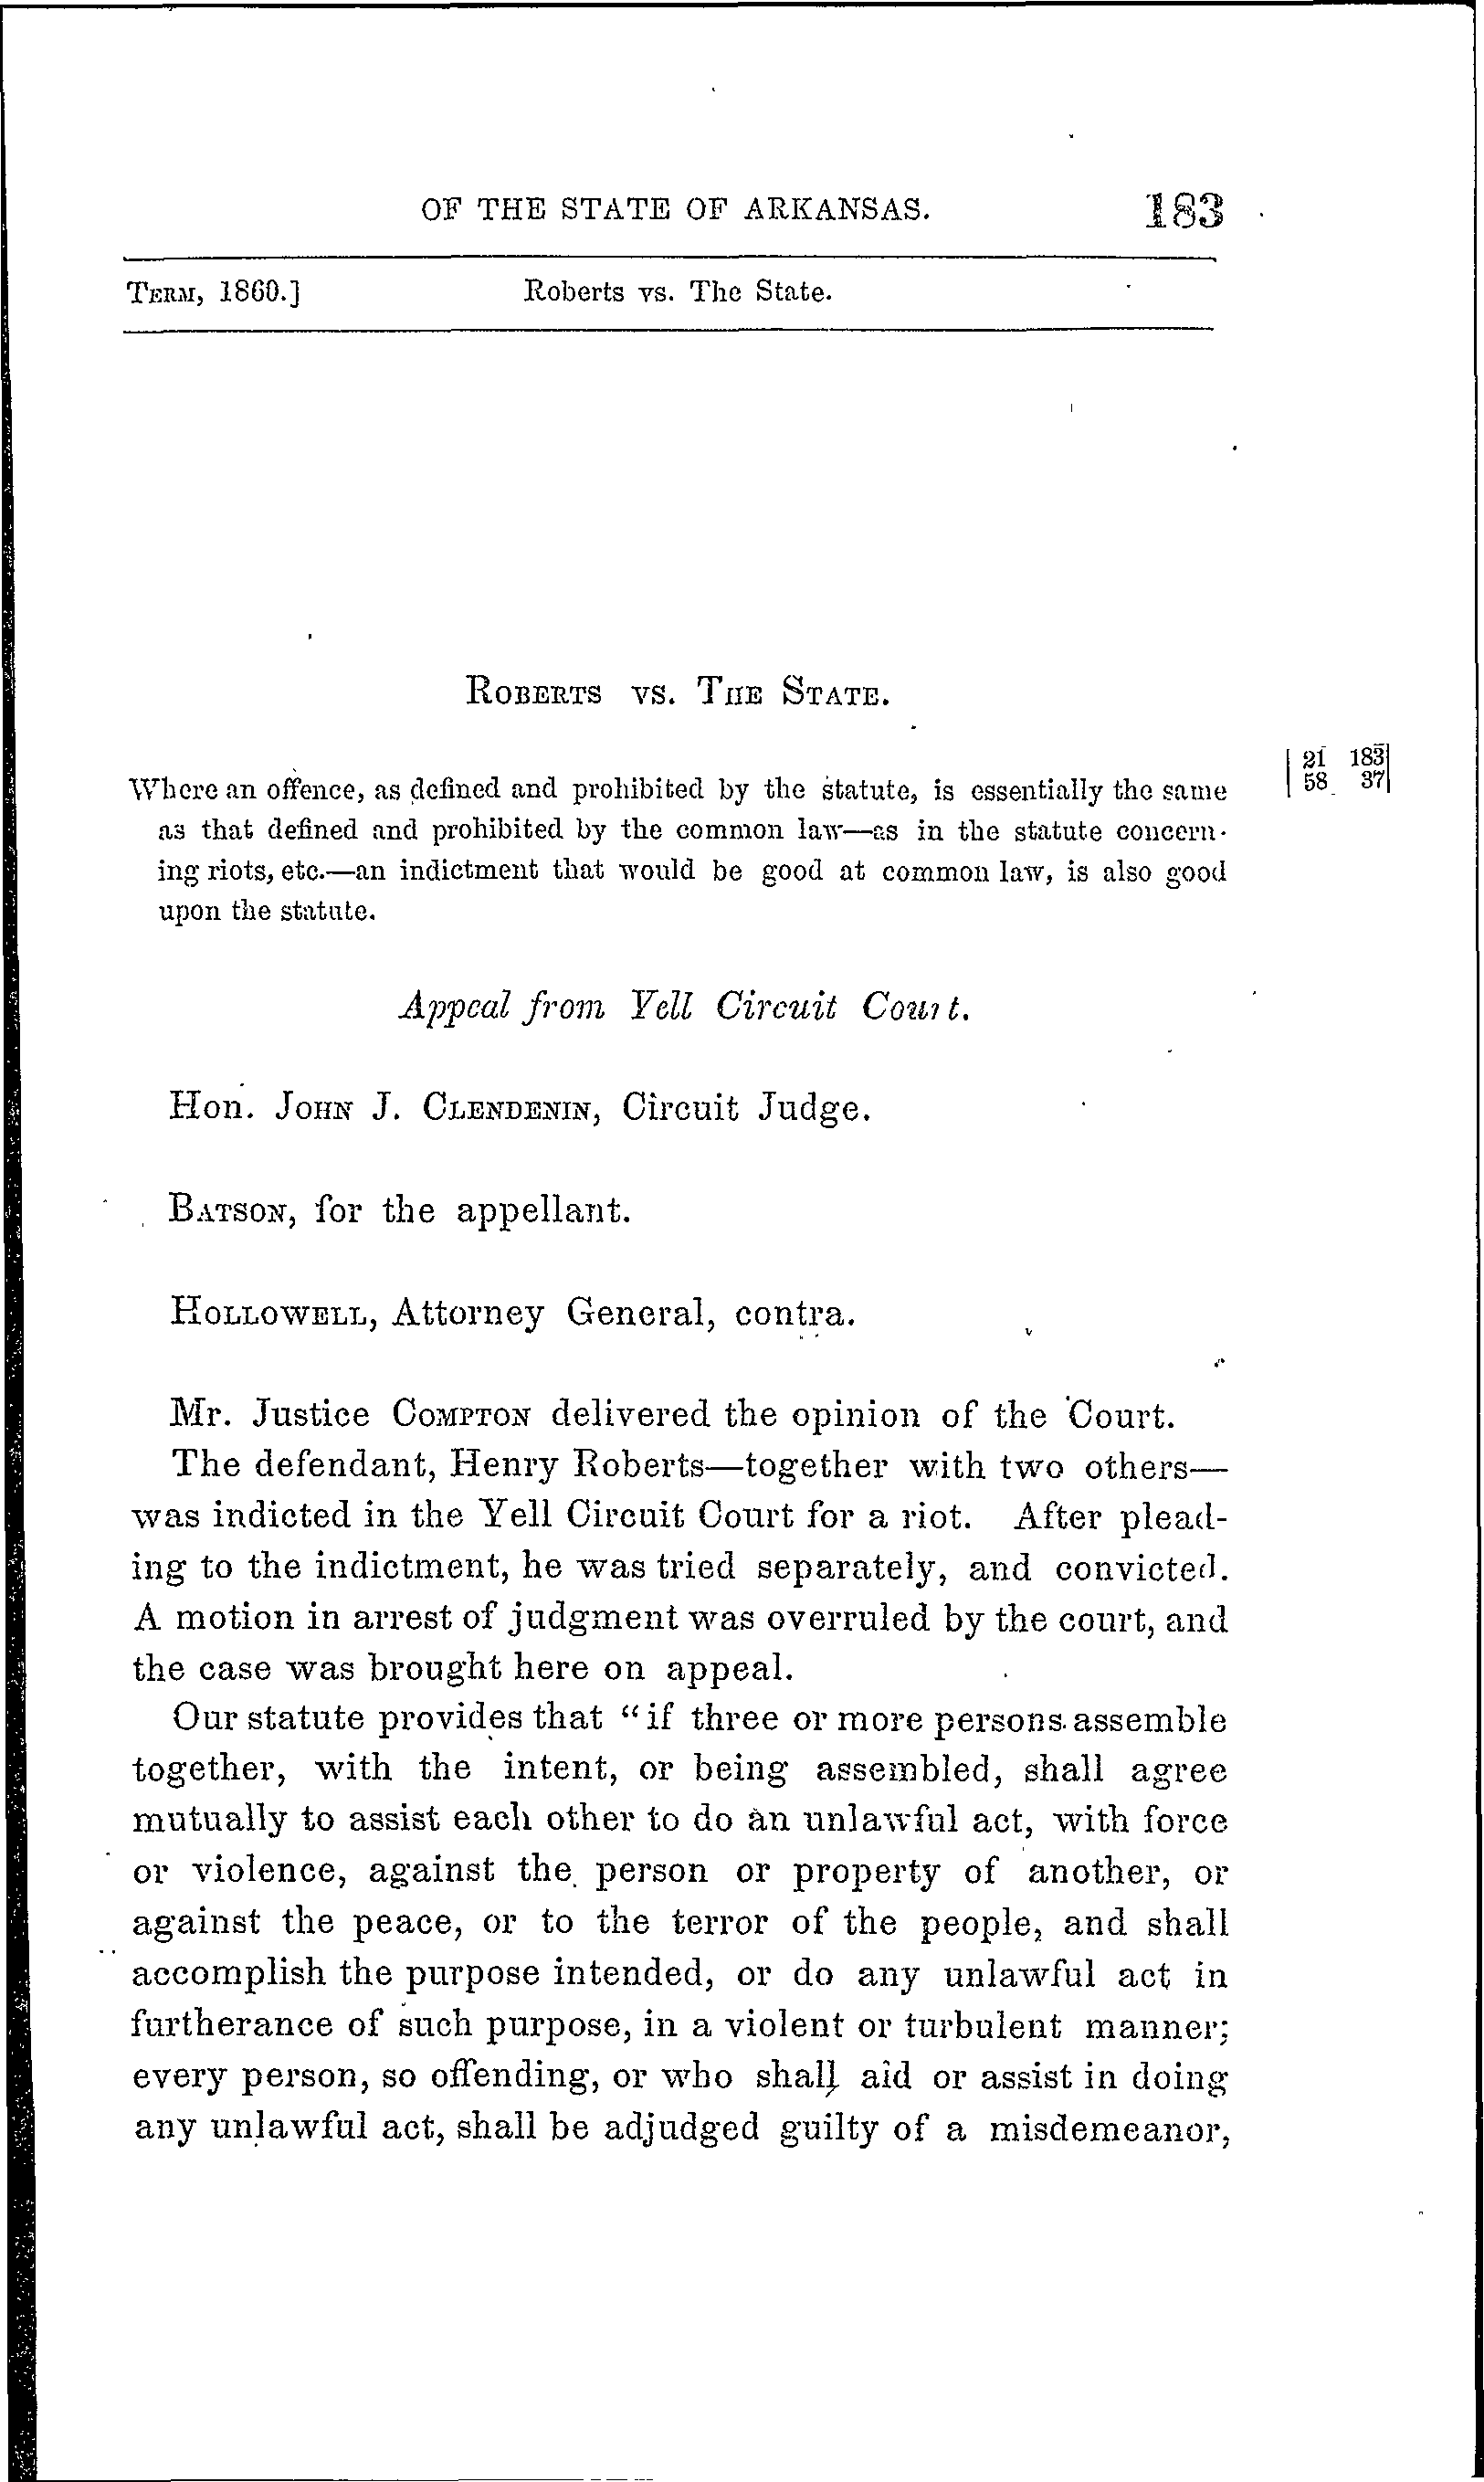 OF THE STATE OF ARKANSAS. 183
TERM, 1860.] Roberts vs. The State.
ROBERTS VS. THE STATE.
21 183
58 37
Where an offence, as defined and prohibited by the statute, is essentially the same
as that defined and prohibited by the common law—as in the statute concern-
ing riots, etc.—an indictment that would be good at common law, is also good
upon the statute.
Appeal from Yell Circuit Court.
Hon. JOHN J. CLENDENIN, Circuit Judge.
BATSON, for the appellant.
HOLLOWELL, Attorney General, contra.
Mr. Justice COMPTON delivered the opinion of the Court.
The defendant, Henry Roberts—together with two others—
was indicted in the Yell Circuit Court for a riot. After plead-
ing to the indictment, he was tried separately, and convicted.
A motion in arrest of judgment was overruled by the court, and
the case was brought here on appeal.
Our statute provides that "if three or more persons assemble
together, with the intent, or being assembled, shall agree
mutually to assist each other to do an unlawful act, with force
or violence, against the person or property of another, or
against the peace, or to the terror of the people, and shall
accomplish the purpose intended, or do any unlawful act in
furtherance of such purpose, in a violent or turbulent manner;
every person, so offending, or who shall aid or assist in doing
any unlawful act, shall be adjudged guilty of a misdemeanor,